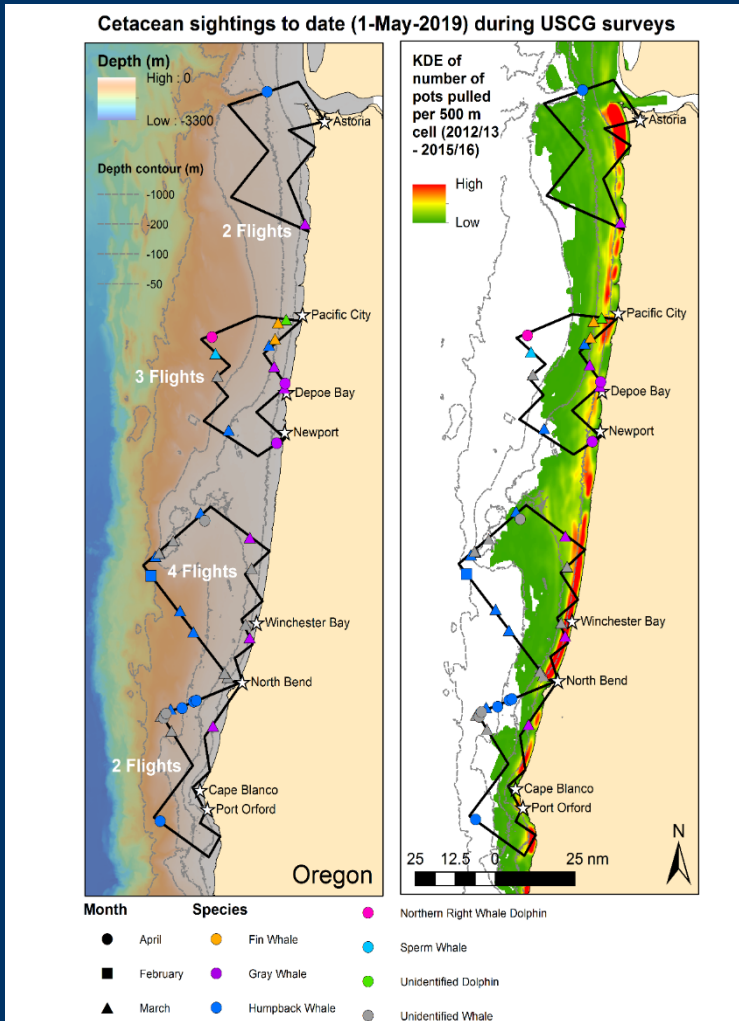 Cetacean sightings to date (1-May-2019) during USCG surveys
Depth (m)
High : 0
Low : -3300
Depth contour (m)
-1000
-200
-100
-50
Astoria
2 Flights
Pacific City
3 Flights
Depoe Bay
Newport
4 Flights
Winchester Bay
North Bend
2 Flights
Cape Blanco
Port Orford
Oregon
KDE of
number of
pots pulled
per 500 m
cell (2012/13
- 2015/16)
High
Low
Astoria
Pacific City
Depoe Bay
Newport
Winchester Bay
North Bend
Cape Blanco
Port Orford
N
25 12.5 0 25 nm
Month
April
February
March
Species
Fin Whale
Gray Whale
Humpback Whale
Northern Right Whale Dolphin
Sperm Whale
Unidentified Dolphin
Unidentified Whale